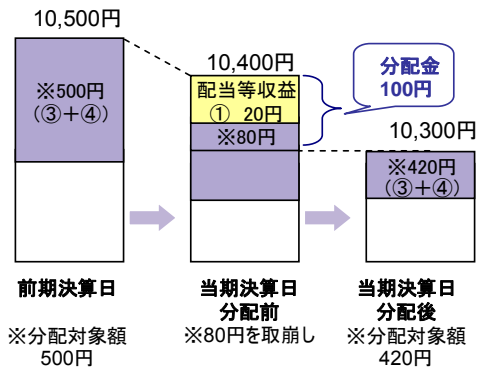 10,500円
※500円
（③＋④）
10,400円
配当等収益
① 20円
※80円
分配金
100円
10,300円
※420円
（③＋④）
前期決算日
当期決算日
分配前
当期決算日
分配後
※分配対象額
500円
※80円を取崩し
※分配対象額
420円